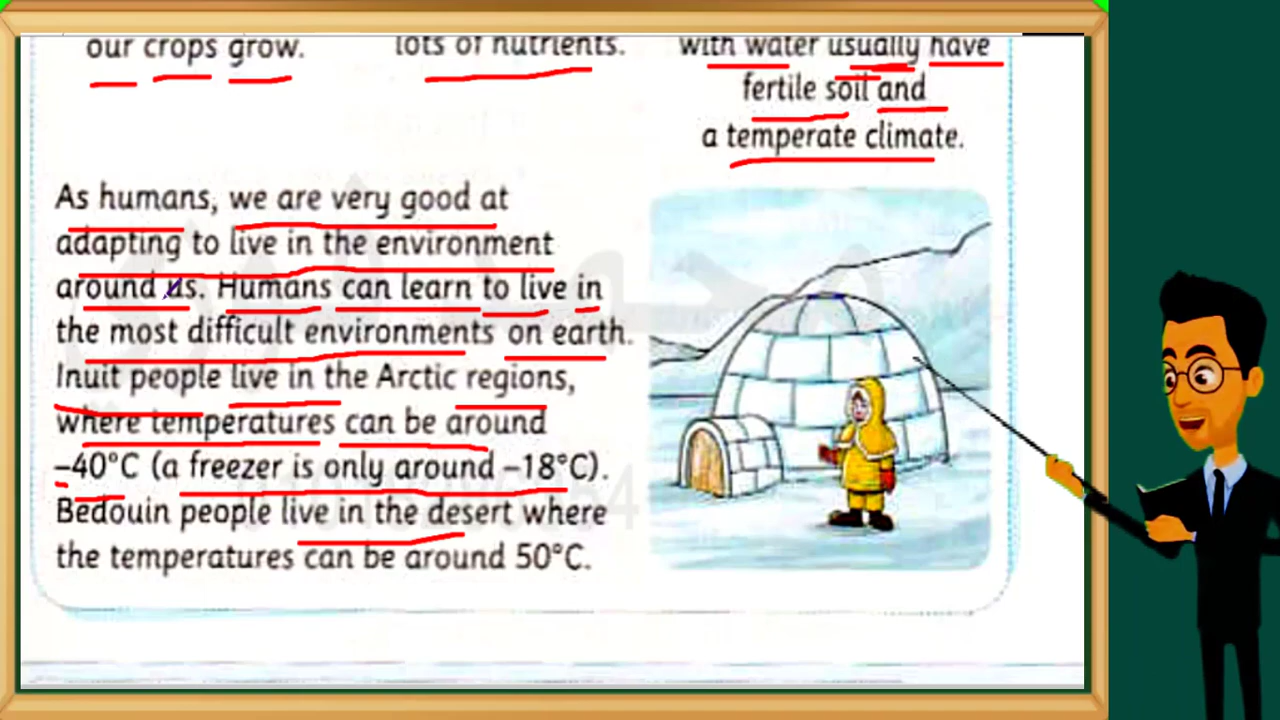 our crops grow.
lots of nutrients.
with water usually have
fertile soil and
a temperate climate.
As humans, we are very good at
adapting to live in the environment
around us. Humans can learn to live in
the most difficult environments on earth.
Inuit people live in the Arctic regions,
where temperatures can be around
–40°C (a freezer is only around –18°C).
Bedouin people live in the desert where
the temperatures can be around 50°C.